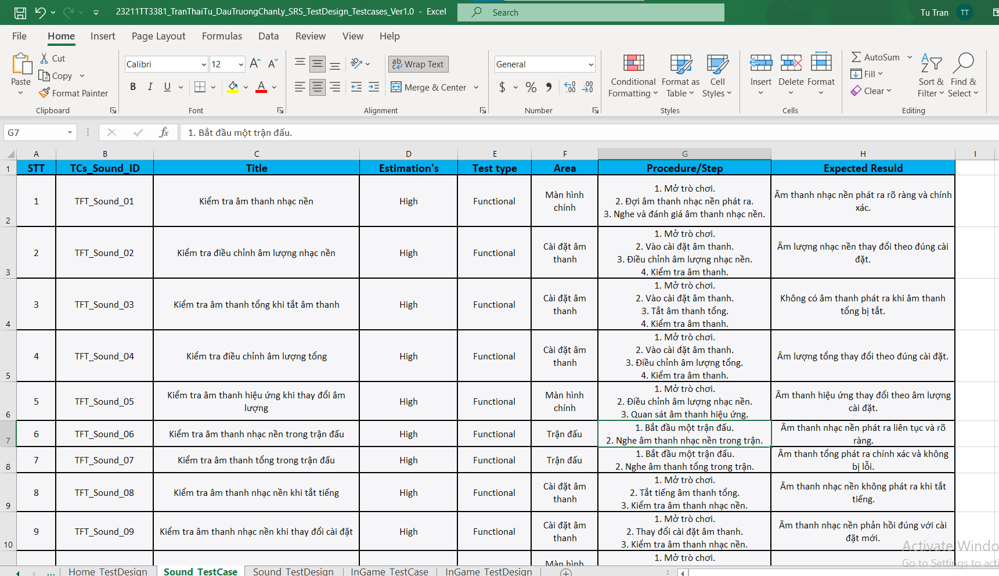 23211TT3381_TranThaiTu_DauTruongChanLy_SRS_TestDesign_Testcases_Ver1.0 - Excel
Search
Tu Tran
TT
File Home Insert Page Layout Formulas Data Review View Help
Paste
Cut
Copy
Format Painter
Clipboard
Calibri 12
A A
B I U
A
Font
ab Wrap Text
Merge & Center
Alignment
General
$ % 9
.00
.00
Number
Conditional Formatting
Format as Table
Cell Styles
Styles
Insert Delete Format
Cells
AutoSum
Fill
Clear
Sort & Filter
Find & Select
Editing
G7
fx
1. Bắt đầu một trận đấu.
A B C D E F G H I
1 STT TCs_Sound_ID Title Estimation's Test type Area Procedure/Step Expected Resuld
2
1 TFT_Sound_01 Kiểm tra âm thanh nhạc nền High Functional
Màn hình
chính
1. Mở trò chơi.
2. Đợi âm thanh nhạc nền phát ra.
3. Nghe và đánh giá âm thanh nhạc nền.
Âm thanh nhạc nền phát ra rõ ràng và chính
xác.
3
2 TFT_Sound_02 Kiểm tra điều chỉnh âm lượng nhạc nền High Functional
Cài đặt âm
thanh
1. Mở trò chơi.
2. Vào cài đặt âm thanh.
3. Điều chỉnh âm lượng nhạc nền.
4. Kiểm tra âm thanh.
Âm lượng nhạc nền thay đổi theo đúng cài
đặt.
4
3 TFT_Sound_03 Kiểm tra âm thanh tổng khi tắt âm thanh High Functional
Cài đặt âm
thanh
1. Mở trò chơi.
2. Vào cài đặt âm thanh.
3. Tắt âm thanh tổng.
4. Kiểm tra âm thanh.
Không có âm thanh phát ra khi âm thanh
tổng bị tắt.
5
4 TFT_Sound_04 Kiểm tra điều chỉnh âm lượng tổng High Functional
Cài đặt âm
thanh
1. Mở trò chơi.
2. Vào cài đặt âm thanh.
3. Điều chỉnh âm lượng tổng.
4. Kiểm tra âm thanh.
Âm lượng tổng thay đổi theo đúng cài đặt.
6
5 TFT_Sound_05
Kiểm tra âm thanh hiệu ứng khi thay đổi âm
lượng
High Functional
Màn hình
chính
1. Mở trò chơi.
2. Điều chỉnh âm lượng nhạc nền.
3. Quan sát âm thanh hiệu ứng.
Âm thanh hiệu ứng thay đổi theo âm lượng
cài đặt.
7
6 TFT_Sound_06 Kiểm tra âm thanh nhạc nền trong trận đấu High Functional Trận đấu
1. Bắt đầu một trận đấu.
2. Nghe âm thanh nhạc nền trong trận.
Âm thanh nhạc nền phát ra liên tục và rõ
ràng.
8
7 TFT_Sound_07 Kiểm tra âm thanh tổng trong trận đấu High Functional Trận đấu
1. Bắt đầu một trận đấu.
2. Nghe âm thanh tổng trong trận.
Âm thanh tổng phát ra chính xác và không
bị lỗi.
9
8 TFT_Sound_08 Kiểm tra âm thanh nhạc nền khi tắt tiếng High Functional
Cài đặt âm
thanh
1. Mở trò chơi.
2. Tắt tiếng âm thanh tổng.
3. Kiểm tra âm thanh nhạc nền.
Âm thanh nhạc nền không phát ra khi tắt
tiếng.
10
9 TFT_Sound_09 Kiểm tra âm thanh nhạc nền khi thay đổi cài đặt High Functional
Cài đặt âm
thanh
1. Mở trò chơi.
2. Thay đổi cài đặt âm thanh.
3. Kiểm tra âm thanh nhạc nền.
Âm thanh nhạc nền phản hồi đúng với cài
đặt mới.
Màn hình
1. Mở trò chơi.
Activate Windo
Go to Settings to acti
... Home_TestDesign Sound_TestCase Sound_TestDesign InGame_TestCase InGame_TestDesign